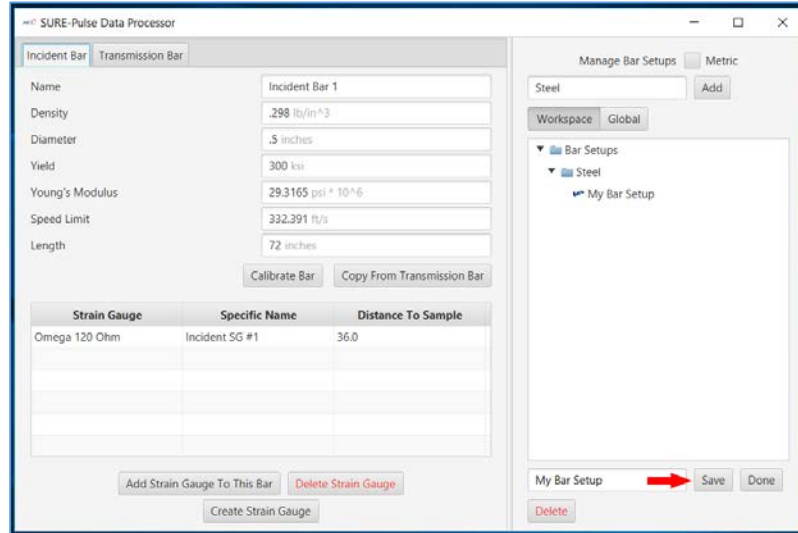 SURE-Pulse Data Processor
Incident Bar Transmission Bar
Name Incident Bar 1
Density .298 lb/in^3
Diameter .5 inches
Yield 300 ksi
Young's Modulus 29.3165 psi * 10^6
Speed Limit 332.391 ft/s
Length 72 inches
Calibrate Bar Copy From Transmission Bar
Strain Gauge Specific Name Distance To Sample
Omega 120 Ohm Incident SG #1 36.0
Add Strain Gauge To This Bar Delete Strain Gauge
Create Strain Gauge
Manage Bar Setups Metric
Steel Add
Workspace Global
Bar Setups
Steel
My Bar Setup
My Bar Setup Save Done
Delete